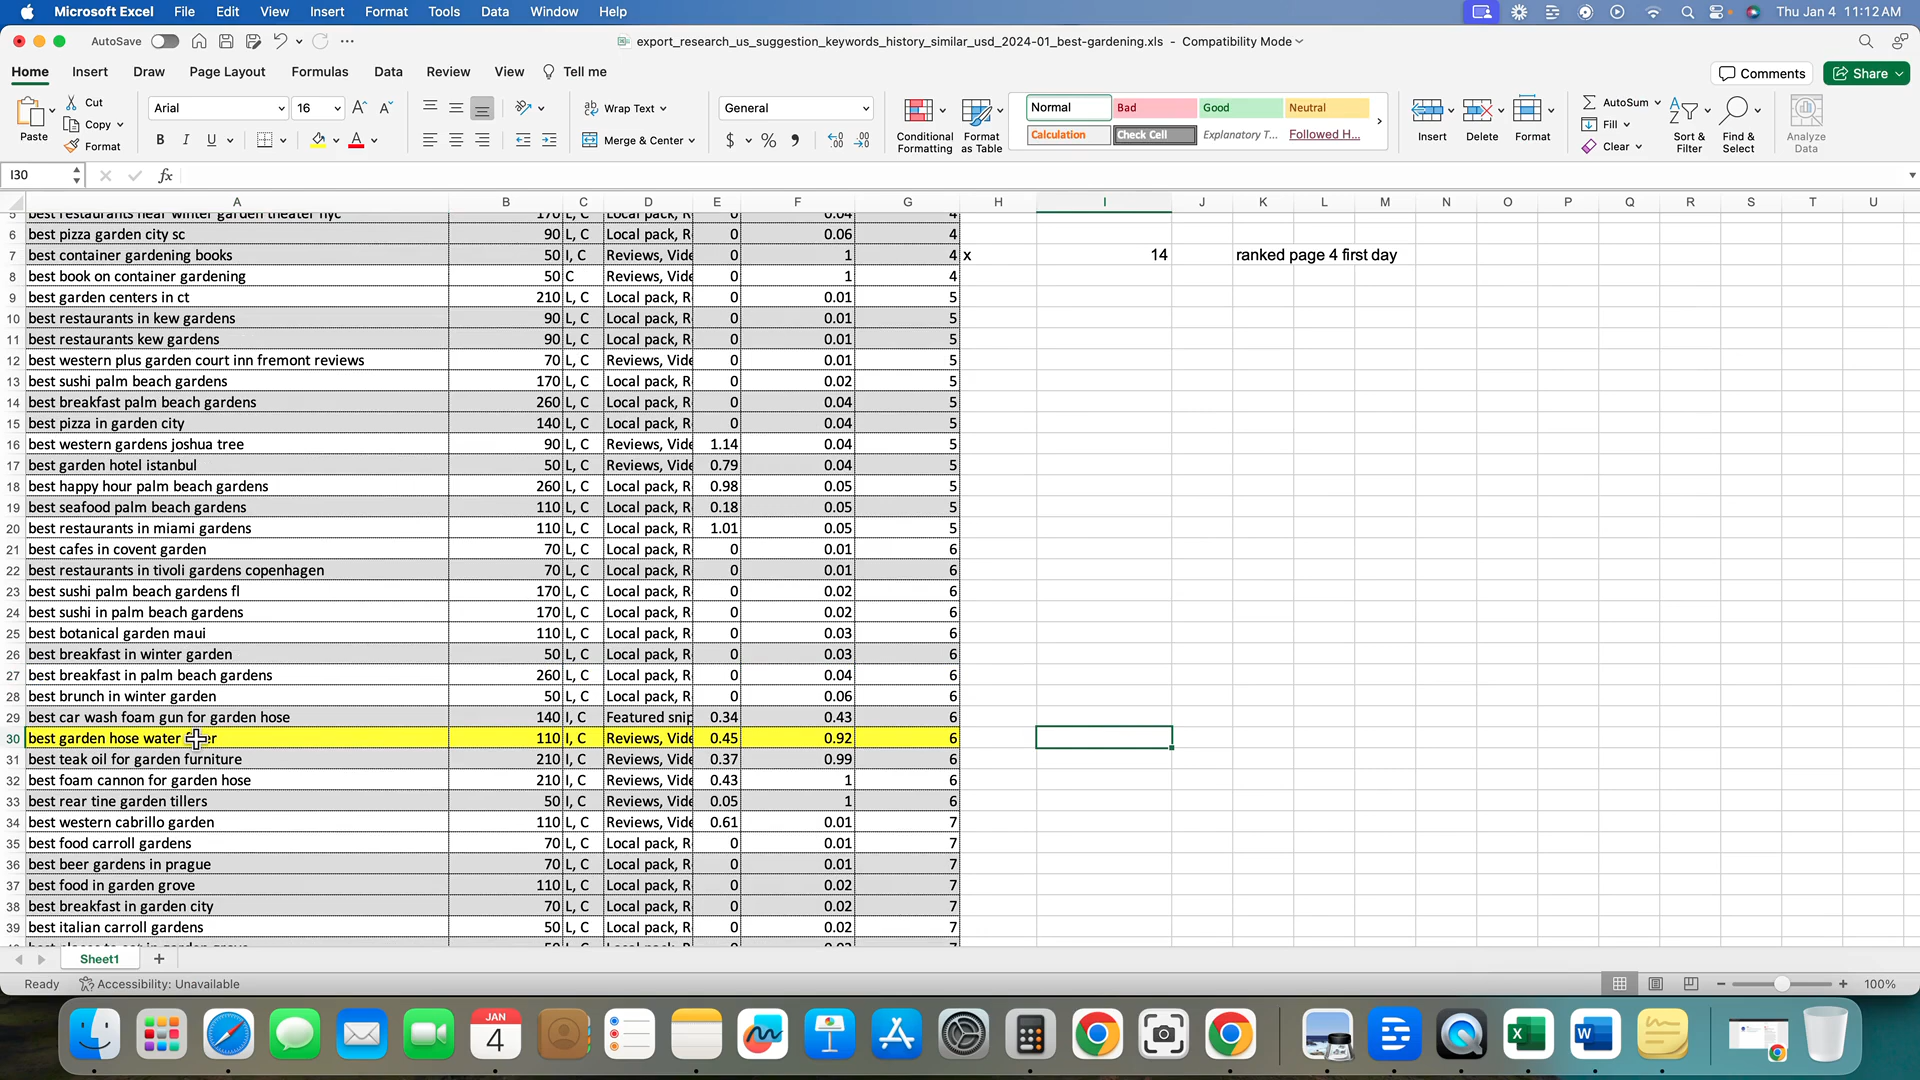 Microsoft Excel File Edit View Insert Format Tools Data Window Help Thu Jan 4 11:12 AM
AutoSave export_research_us_suggestion_keywords_history_similar_usd_2024-01_best-gardening.xls - Compatibility Mode
Home Insert Draw Page Layout Formulas Data Review View Tell me Comments Share
Paste Cut Copy Format Arial 16 Wrap Text Merge & Center General
B I U A $ % 9
Conditional Formatting Format as Table
Normal Bad Good Neutral
Calculation Check Cell Explanatory T... Followed H...
Insert Delete Format AutoSum Fill Clear Sort & Filter Find & Select Analyze Data
I30 fx
A B C D E F G H I J K L M N O P Q R S T U
5 best restaurants near winter garden theater nyc 170 L, C Local pack, R 0 0.04 4
6 best pizza garden city sc 90 L, C Local pack, R 0 0.06 4
7 best container gardening books 50 I, C Reviews, Vide 0 1 4 x 14 ranked page 4 first day
8 best book on container gardening 50 C Reviews, Vide 0 1 4
9 best garden centers in ct 210 L, C Local pack, R 0 0.01 5
10 best restaurants in kew gardens 90 L, C Local pack, R 0 0.01 5
11 best restaurants kew gardens 90 L, C Local pack, R 0 0.01 5
12 best western plus garden court inn fremont reviews 70 L, C Reviews, Vide 0 0.01 5
13 best sushi palm beach gardens 170 L, C Local pack, R 0 0.02 5
14 best breakfast palm beach gardens 260 L, C Local pack, R 0 0.04 5
15 best pizza in garden city 140 L, C Local pack, R 0 0.04 5
16 best western gardens joshua tree 90 L, C Reviews, Vide 1.14 0.04 5
17 best garden hotel istanbul 50 L, C Reviews, Vide 0.79 0.04 5
18 best happy hour palm beach gardens 260 L, C Local pack, R 0.98 0.05 5
19 best seafood palm beach gardens 110 L, C Local pack, R 0.18 0.05 5
20 best restaurants in miami gardens 110 L, C Local pack, R 1.01 0.05 5
21 best cafes in covent garden 70 L, C Local pack, R 0 0.01 6
22 best restaurants in tivoli gardens copenhagen 70 L, C Local pack, R 0 0.01 6
23 best sushi palm beach gardens fl 170 L, C Local pack, R 0 0.02 6
24 best sushi in palm beach gardens 170 L, C Local pack, R 0 0.02 6
25 best botanical garden maui 110 L, C Local pack, R 0 0.03 6
26 best breakfast in winter garden 50 L, C Local pack, R 0 0.03 6
27 best breakfast in palm beach gardens 260 L, C Local pack, R 0 0.04 6
28 best brunch in winter garden 50 L, C Local pack, R 0 0.06 6
29 best car wash foam gun for garden hose 140 I, C Featured snip 0.34 0.43 6
30 best garden hose water 110 I, C Reviews, Vide 0.45 0.92 6
31 best teak oil for garden furniture 210 I, C Reviews, Vide 0.37 0.99 6
32 best foam cannon for garden hose 210 I, C Reviews, Vide 0.43 1 6
33 best rear tine garden tillers 50 I, C Reviews, Vide 0.05 1 6
34 best western cabrillo garden 110 L, C Reviews, Vide 0.61 0.01 7
35 best food carroll gardens 70 L, C Local pack, R 0 0.01 7
36 best beer gardens in prague 70 L, C Local pack, R 0 0.01 7
37 best food in garden grove 110 L, C Local pack, R 0 0.02 7
38 best breakfast in garden city 70 L, C Local pack, R 0 0.02 7
39 best italian carroll gardens 50 L, C Local pack, R 0 0.02 7
Sheet1
Ready Accessibility: Unavailable 100%
JAN 4